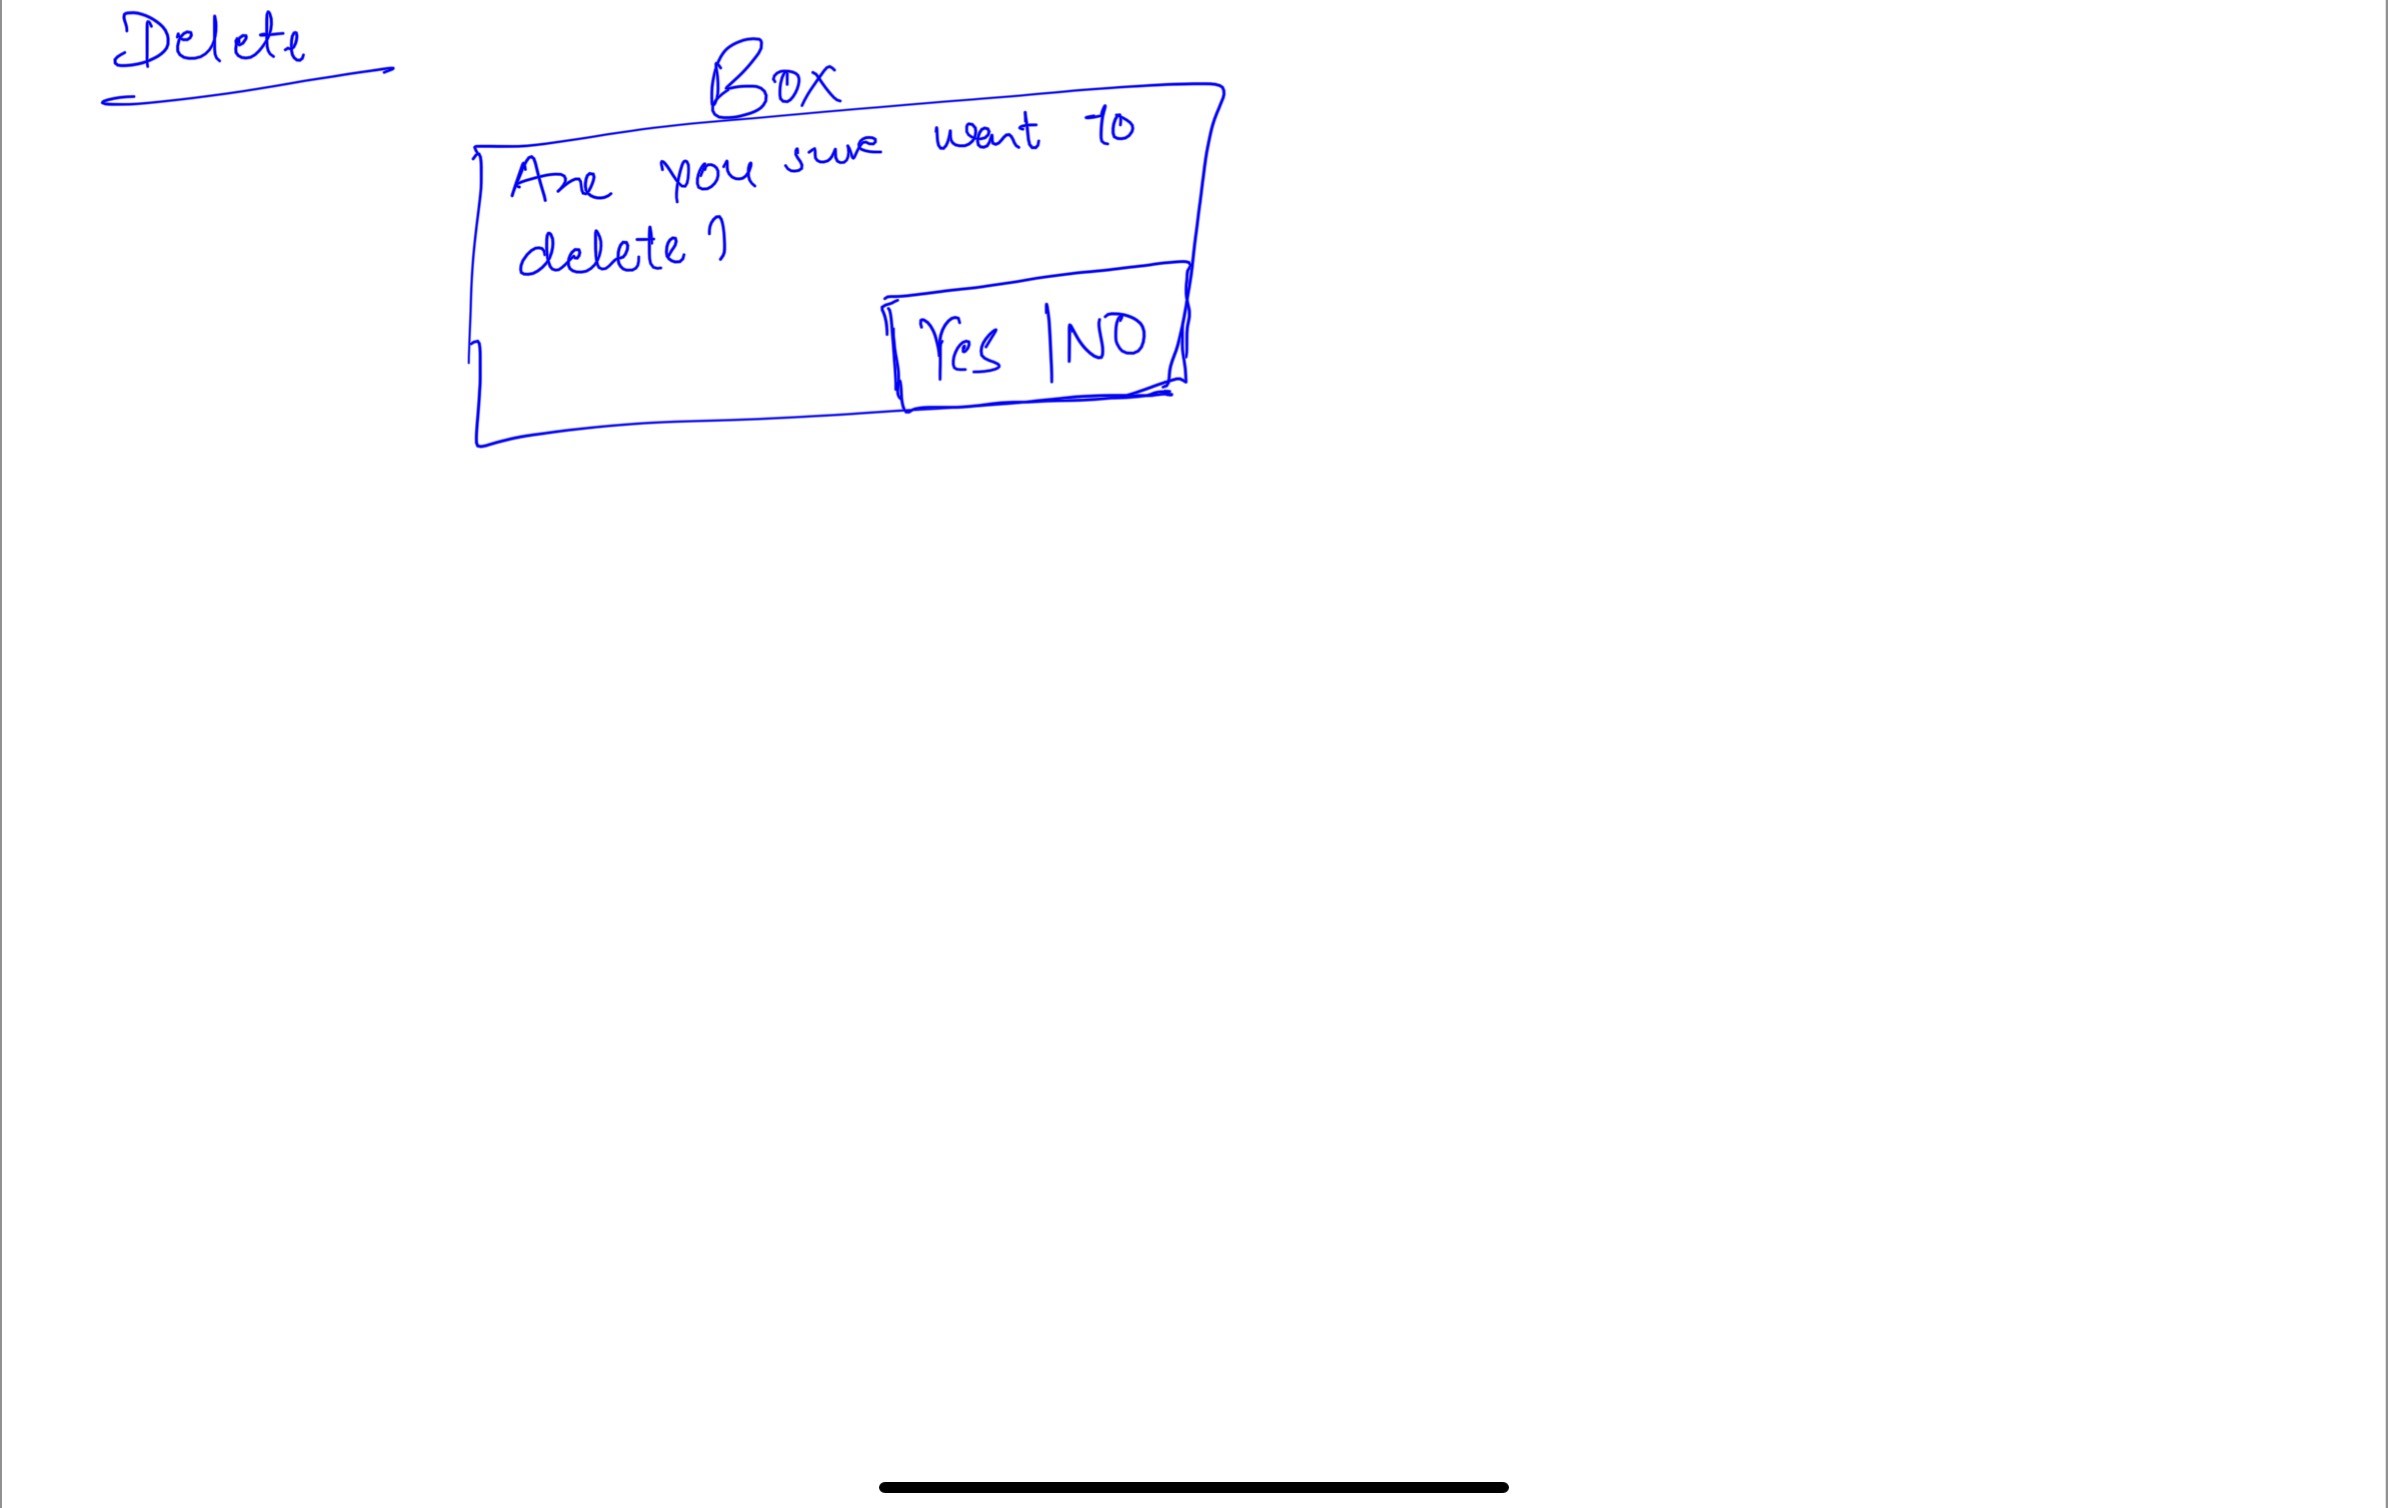 Delete
Box
Are you sure want to
delete?
Yes | NO